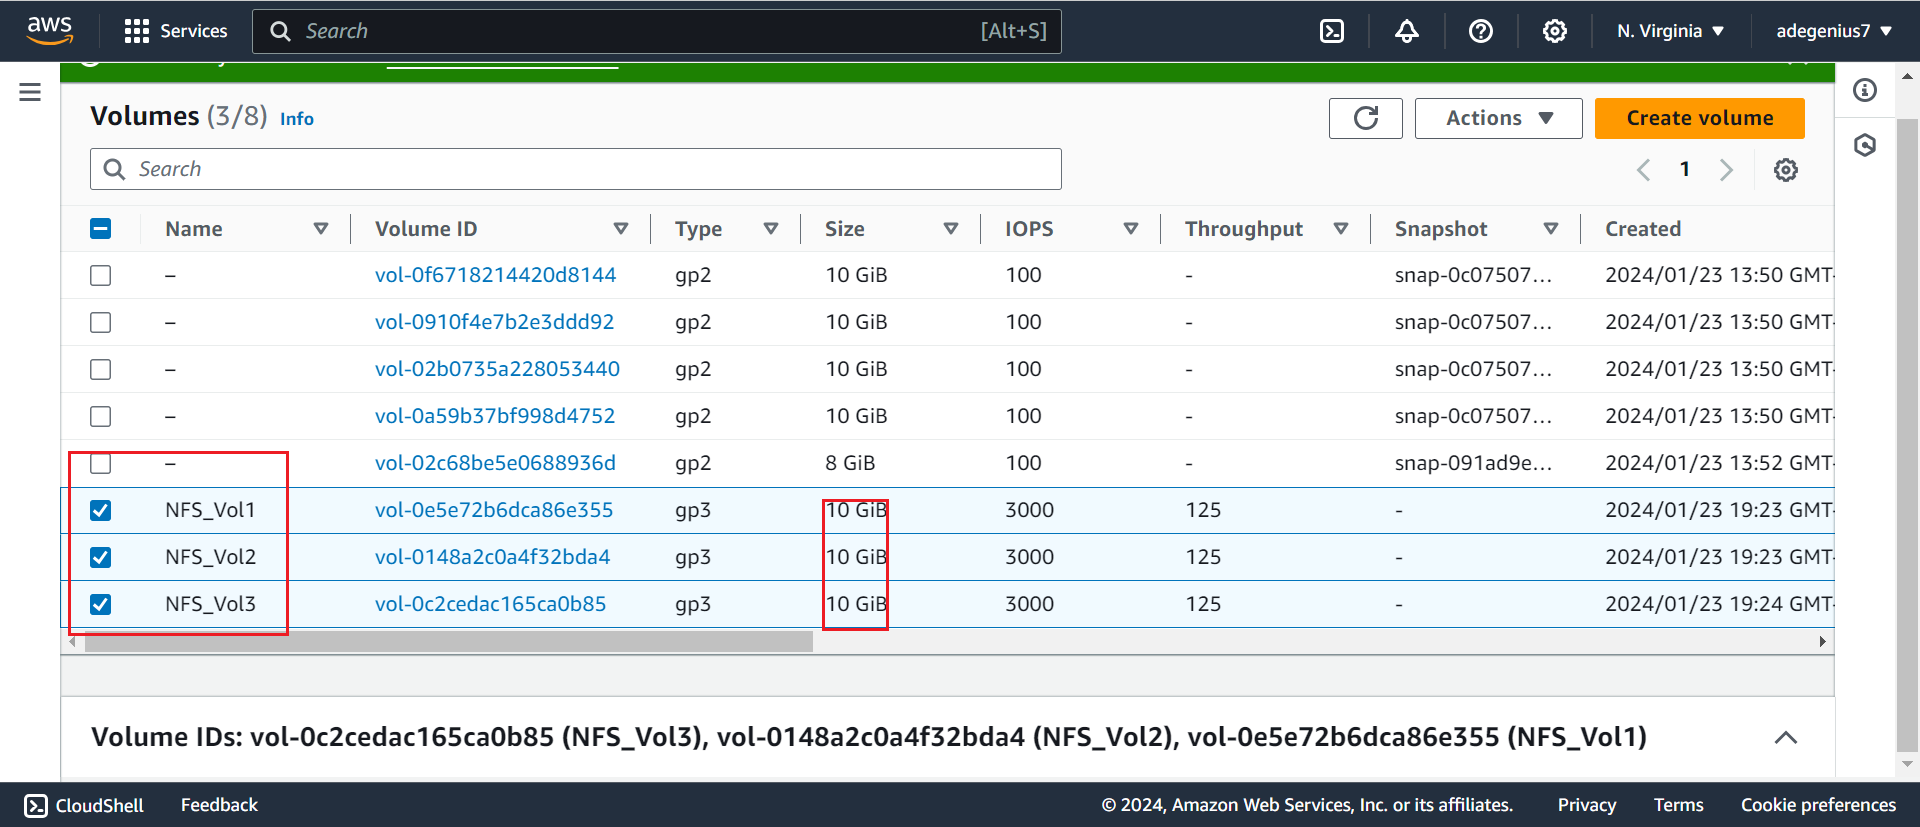 aws Services Search [Alt+S] N. Virginia adegenius7
Volumes (3/8) Info Actions Create volume
Search 1
Name Volume ID Type Size IOPS Throughput Snapshot Created
– vol-0f6718214420d8144 gp2 10 GiB 100 - snap-0c07507... 2024/01/23 13:50 GMT-
– vol-0910f4e7b2e3ddd92 gp2 10 GiB 100 - snap-0c07507... 2024/01/23 13:50 GMT-
– vol-02b0735a228053440 gp2 10 GiB 100 - snap-0c07507... 2024/01/23 13:50 GMT-
– vol-0a59b37bf998d4752 gp2 10 GiB 100 - snap-0c07507... 2024/01/23 13:50 GMT-
– vol-02c68be5e0688936d gp2 8 GiB 100 - snap-091ad9e... 2024/01/23 13:52 GMT-
NFS_Vol1 vol-0e5e72b6dca86e355 gp3 10 GiB 3000 125 - 2024/01/23 19:23 GMT-
NFS_Vol2 vol-0148a2c0a4f32bda4 gp3 10 GiB 3000 125 - 2024/01/23 19:23 GMT-
NFS_Vol3 vol-0c2cedac165ca0b85 gp3 10 GiB 3000 125 - 2024/01/23 19:24 GMT-
Volume IDs: vol-0c2cedac165ca0b85 (NFS_Vol3), vol-0148a2c0a4f32bda4 (NFS_Vol2), vol-0e5e72b6dca86e355 (NFS_Vol1)
CloudShell Feedback © 2024, Amazon Web Services, Inc. or its affiliates. Privacy Terms Cookie preferences